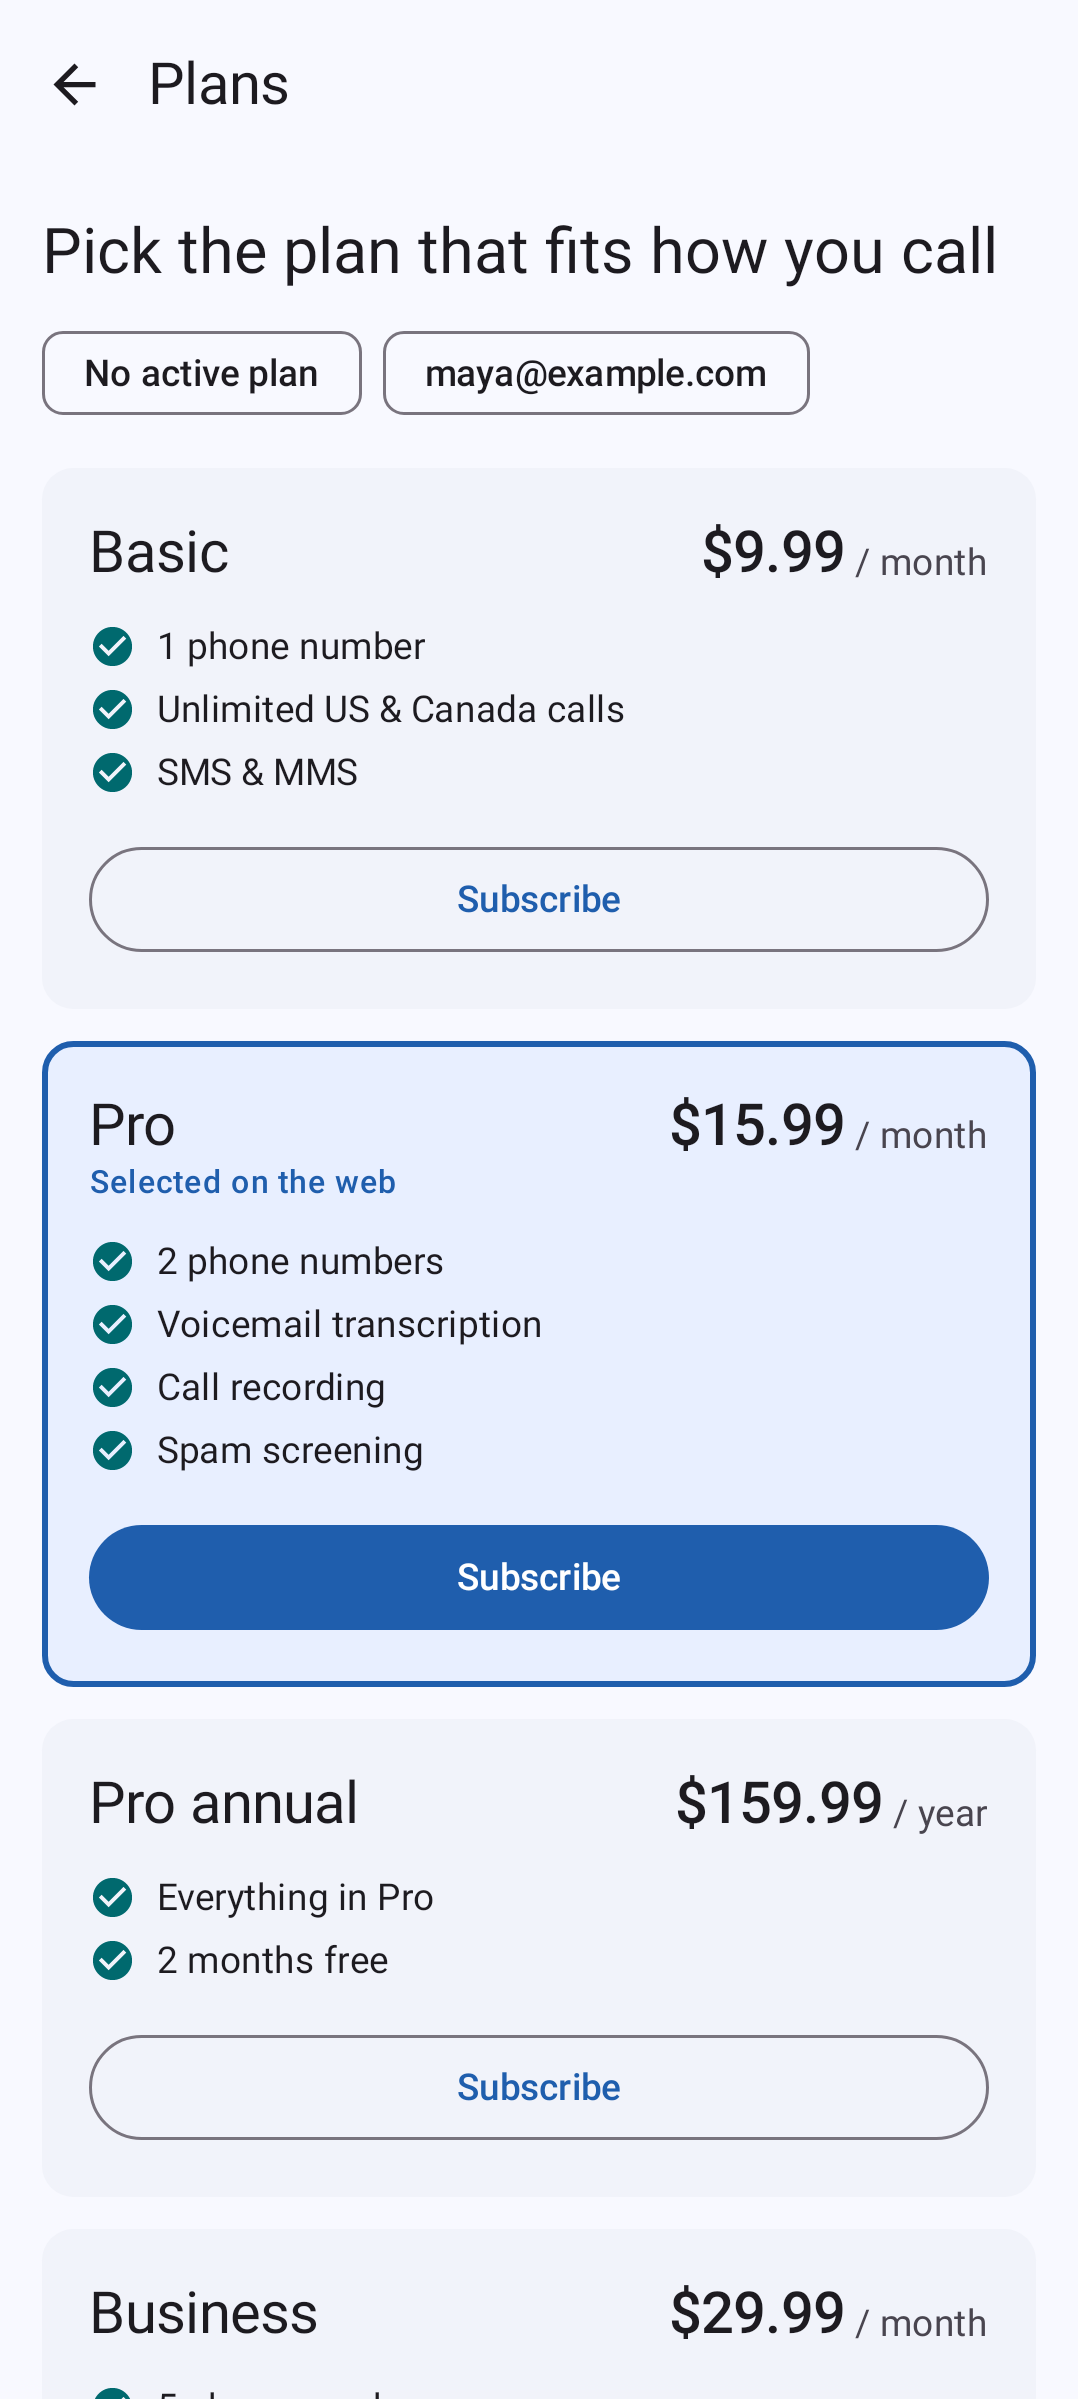 Plans
Pick the plan that fits how you call
No active plan
maya@example.com
Basic
$9.99 / month
1 phone number
Unlimited US & Canada calls
SMS & MMS
Subscribe
Pro
$15.99 / month
Selected on the web
2 phone numbers
Voicemail transcription
Call recording
Spam screening
Subscribe
Pro annual
$159.99 / year
Everything in Pro
2 months free
Subscribe
Business
$29.99 / month